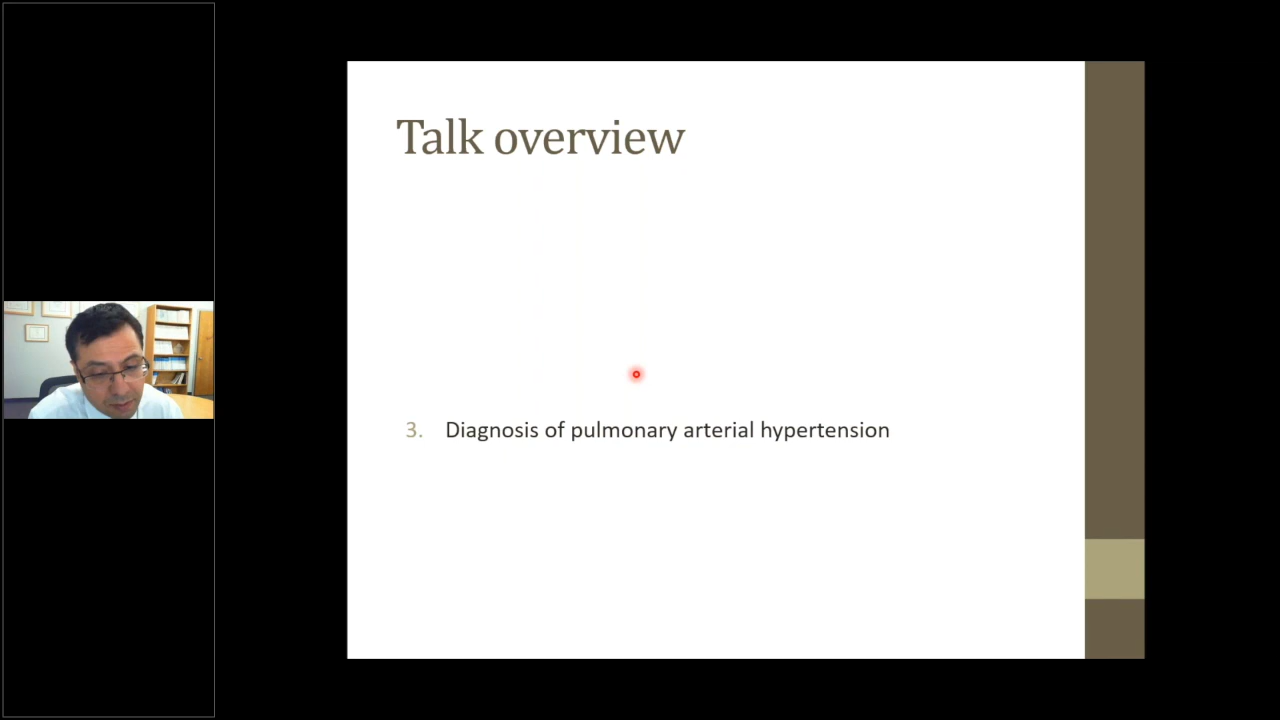 Talk overview
3. Diagnosis of pulmonary arterial hypertension